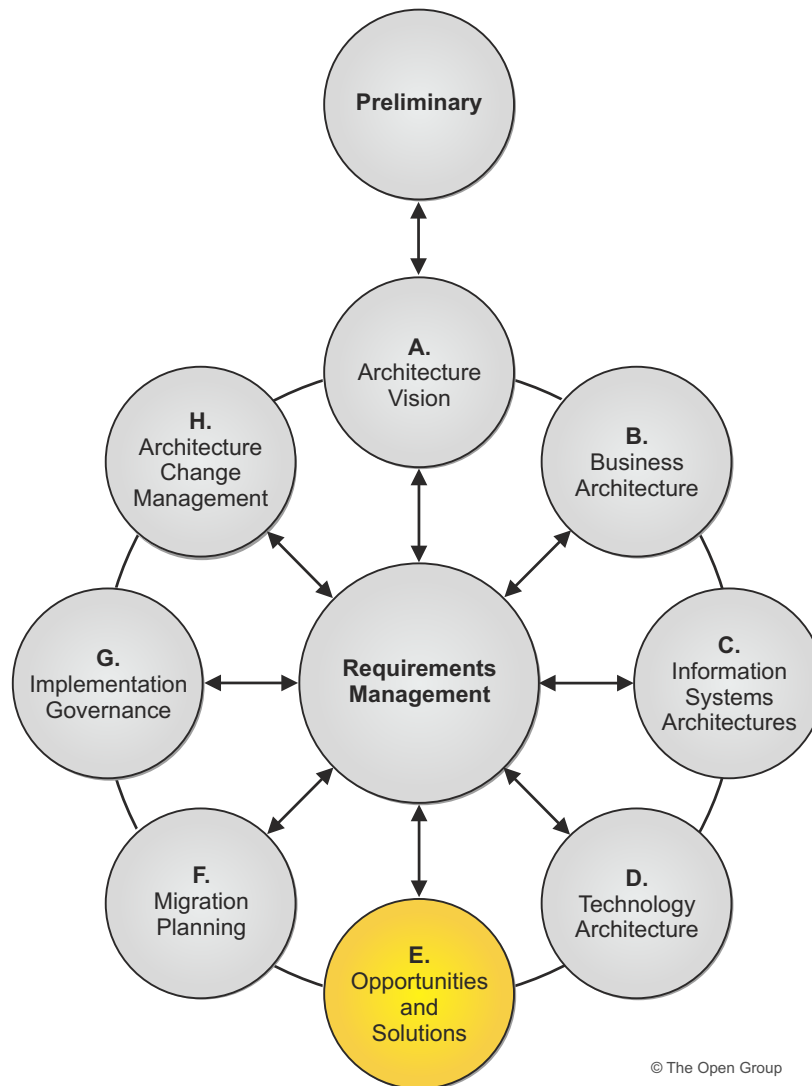 Preliminary
A.
Architecture
Vision
B.
Business
Architecture
C.
Information
Systems
Architectures
D.
Technology
Architecture
E.
Opportunities
and
Solutions
F.
Migration
Planning
G.
Implementation
Governance
H.
Architecture
Change
Management
Requirements
Management
© The Open Group